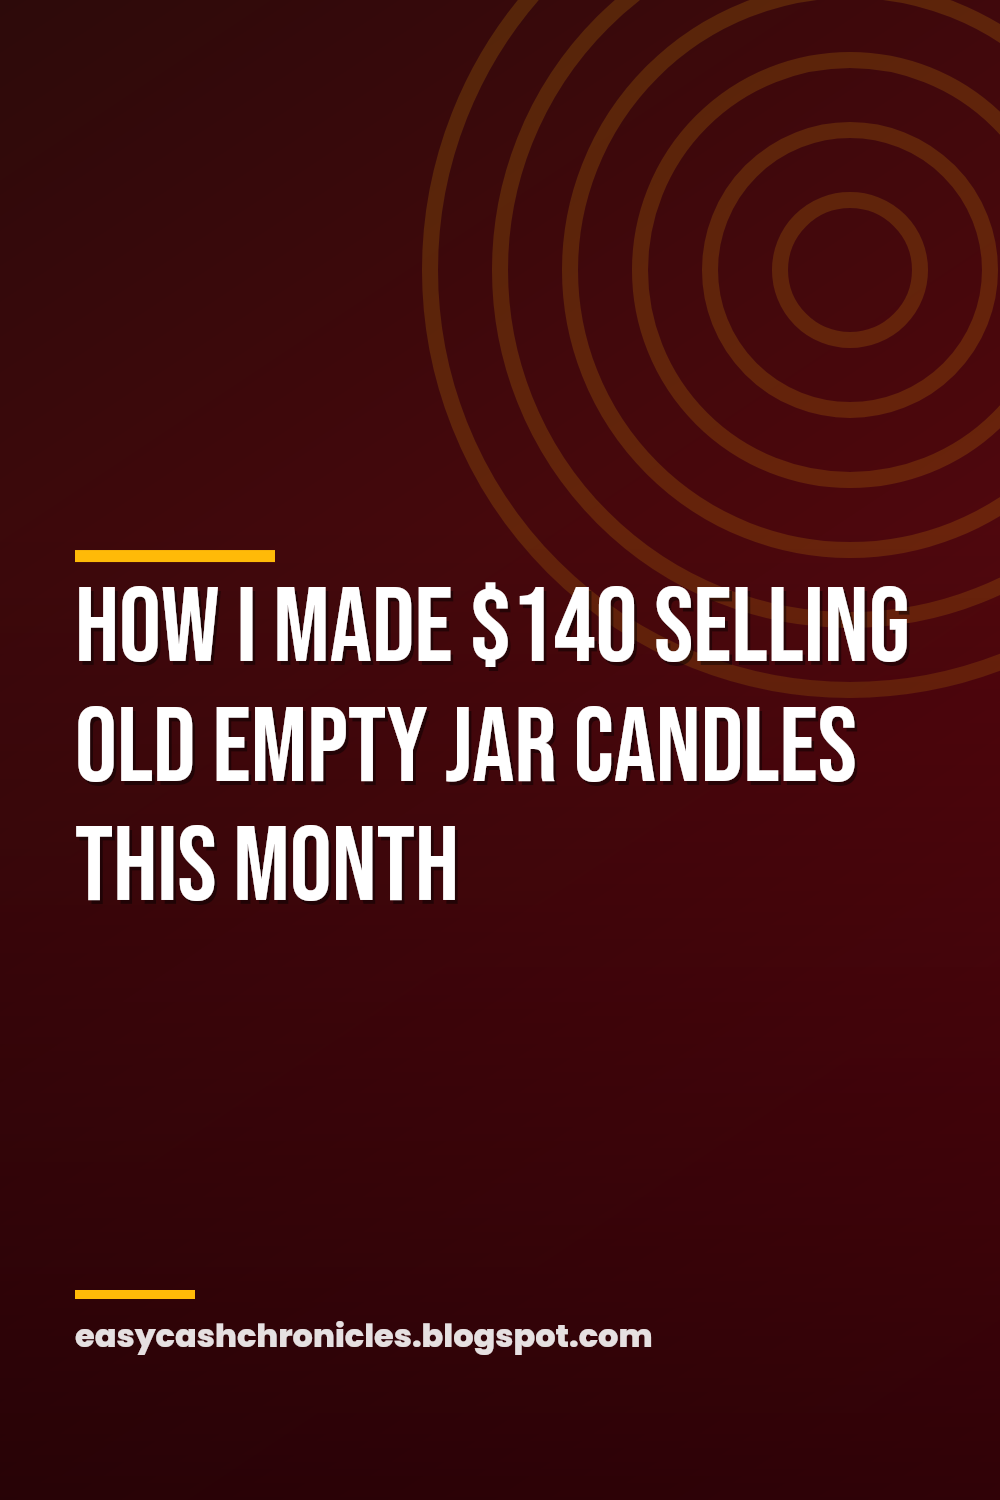 HOW I MADE $140 SELLING
OLD EMPTY JAR CANDLES
THIS MONTH
easycashchronicles.blogspot.com